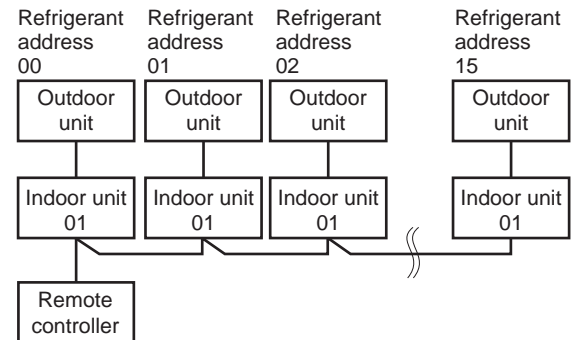 Refrigerant address 00
Refrigerant address 01
Refrigerant address 02
Refrigerant address 15
Outdoor unit
Outdoor unit
Outdoor unit
Outdoor unit
Indoor unit 01
Indoor unit 01
Indoor unit 01
Indoor unit 01
Remote controller